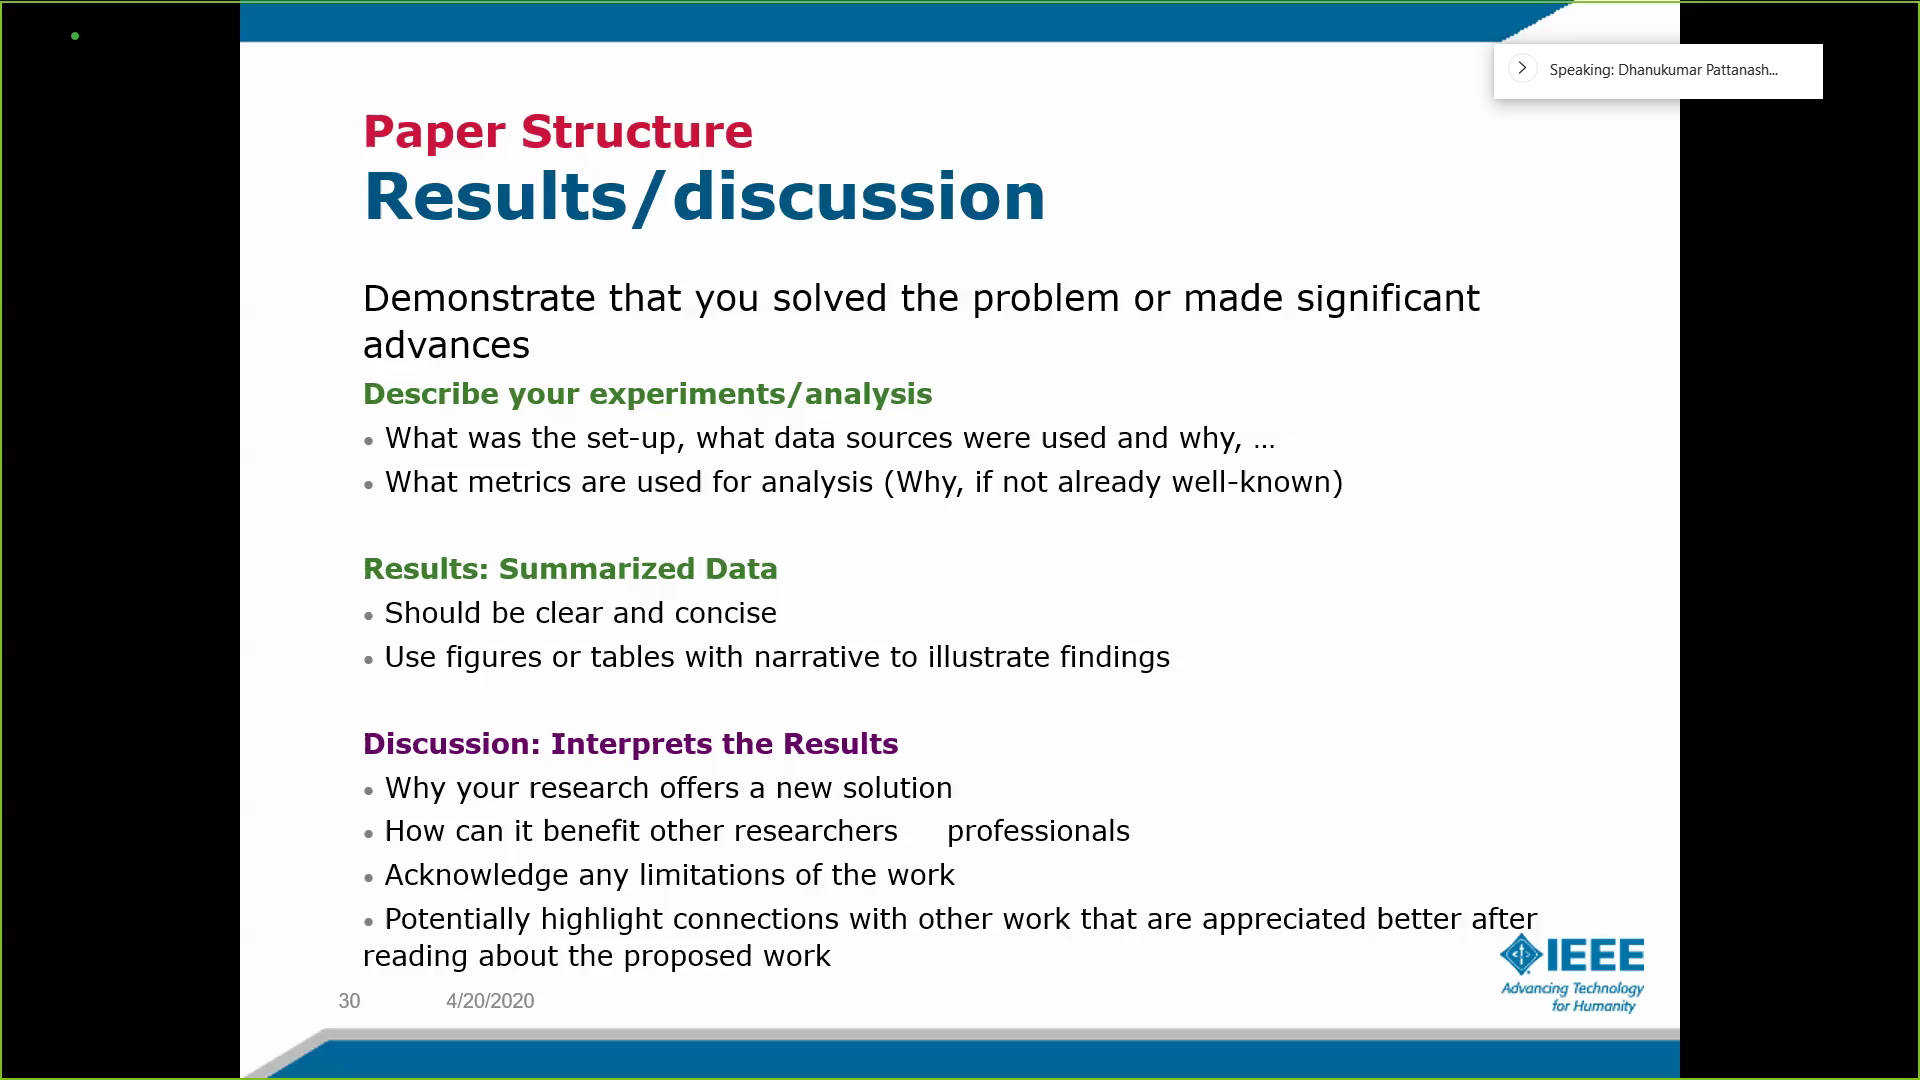 Speaking: Dhanukumar Pattanash...
Paper Structure
Results/discussion
Demonstrate that you solved the problem or made significant
advances
Describe your experiments/analysis
• What was the set-up, what data sources were used and why, …
• What metrics are used for analysis (Why, if not already well-known)
Results: Summarized Data
• Should be clear and concise
• Use figures or tables with narrative to illustrate findings
Discussion: Interprets the Results
• Why your research offers a new solution
• How can it benefit other researchers professionals
• Acknowledge any limitations of the work
• Potentially highlight connections with other work that are appreciated better after
reading about the proposed work
IEEE
Advancing Technology
for Humanity
30 4/20/2020